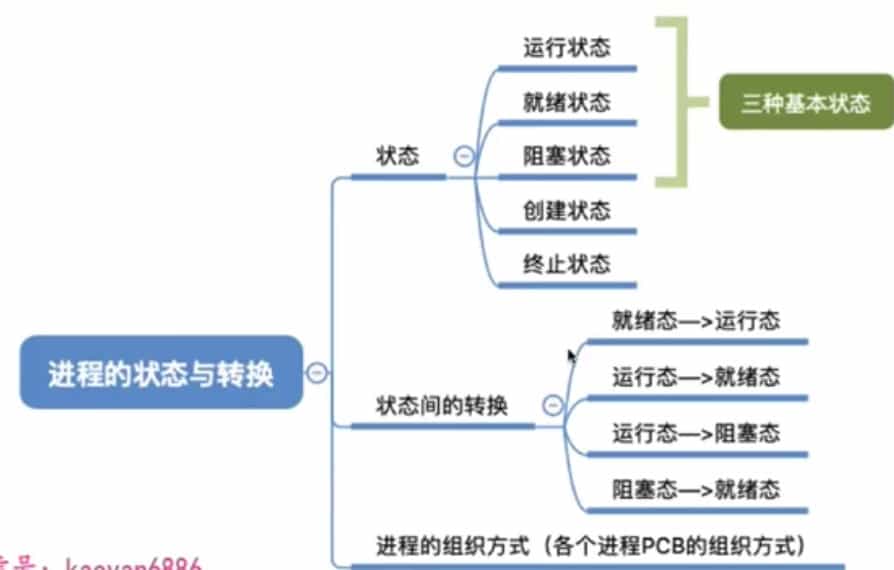 运行状态
就绪状态
三种基本状态
状态
阻塞状态
创建状态
终止状态
就绪态—>运行态
进程的状态与转换
运行态—>就绪态
状态间的转换
运行态—>阻塞态
阻塞态—>就绪态
进程的组织方式（各个进程PCB的组织方式）
号：kaoyan6886